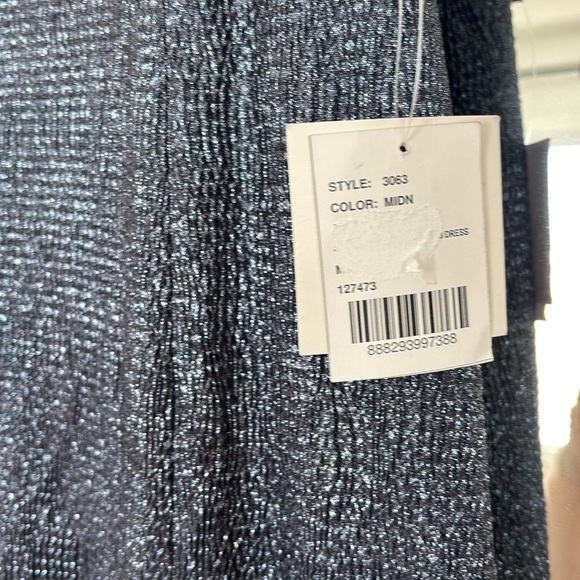 STYLE: 3063
COLOR: MIDN
DRESS
M
127473
888293997388